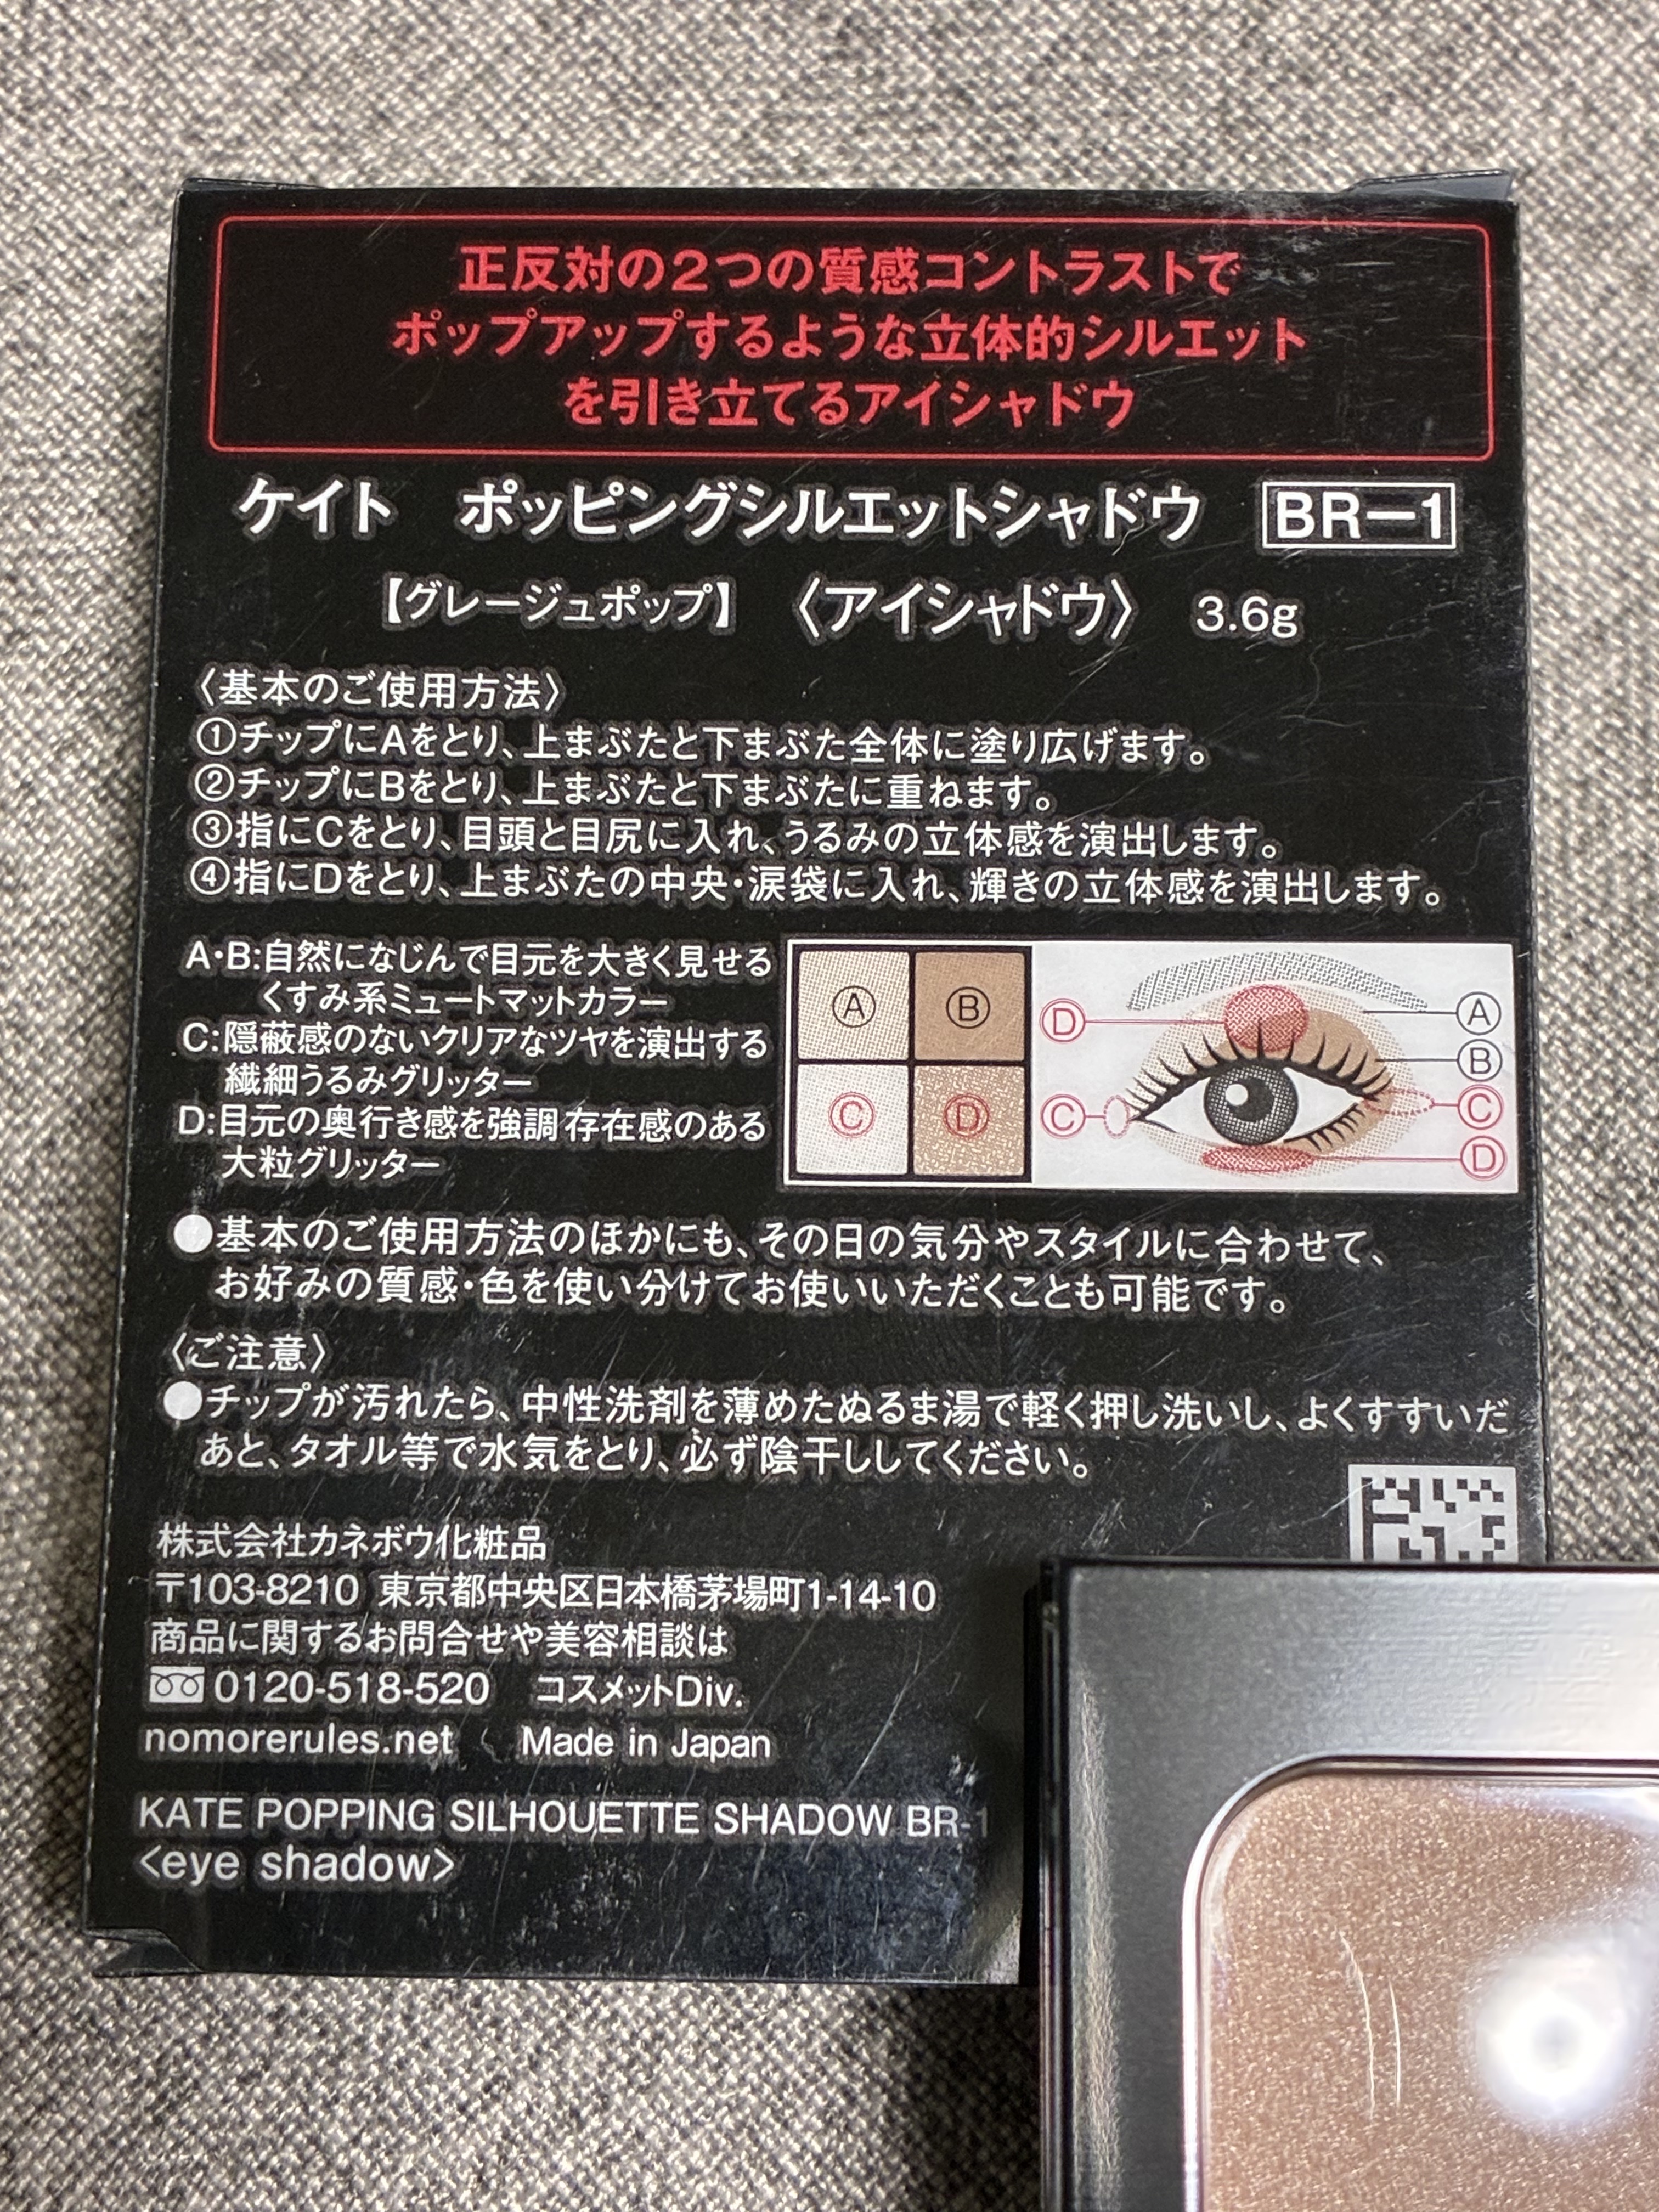 正反対の2つの質感コントラストで
ポップアップするような立体的シルエット
を引き立てるアイシャドウ
ケイト ポッピングシルエットシャドウ BR-1
【グレージュポップ】〈アイシャドウ〉 3.6g
〈基本のご使用方法〉
①チップにAをとり、上まぶたと下まぶた全体に塗り広げます。
②チップにBをとり、上まぶたと下まぶたに重ねます。
③指にCをとり、目頭と目尻に入れ、うるみの立体感を演出します。
④指にDをとり、上まぶたの中央・涙袋に入れ、輝きの立体感を演出します。
A・B:自然になじんで目元を大きく見せる
くすみ系ミュートマットカラー
C:隠蔽感のないクリアなツヤを演出する
繊細うるみグリッター
D:目元の奥行き感を強調 存在感のある
大粒グリッター
Ⓐ Ⓑ
Ⓒ Ⓓ
Ⓓ Ⓐ
Ⓑ
Ⓒ Ⓒ
Ⓓ
●基本のご使用方法のほかにも、その日の気分やスタイルに合わせて、
お好みの質感・色を使い分けてお使いいただくことも可能です。
〈ご注意〉
●チップが汚れたら、中性洗剤を薄めたぬるま湯で軽く押し洗いし、よくすすいだ
あと、タオル等で水気をとり、必ず陰干ししてください。
株式会社カネボウ化粧品
〒103-8210 東京都中央区日本橋茅場町1-14-10
商品に関するお問合せや美容相談は
0120-518-520 コスメットDiv.
nomorerules.net Made in Japan
KATE POPPING SILHOUETTE SHADOW BR-1
<eye shadow>